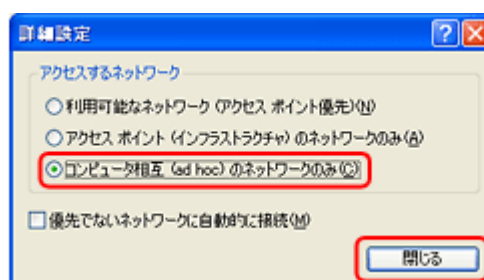 詳細設定
アクセスするネットワーク
利用可能なネットワーク (アクセス ポイント優先)(N)
アクセス ポイント (インフラストラクチャ) のネットワークのみ(A)
コンピュータ相互 (ad hoc) のネットワークのみ(C)
優先でないネットワークに自動的に接続(M)
閉じる